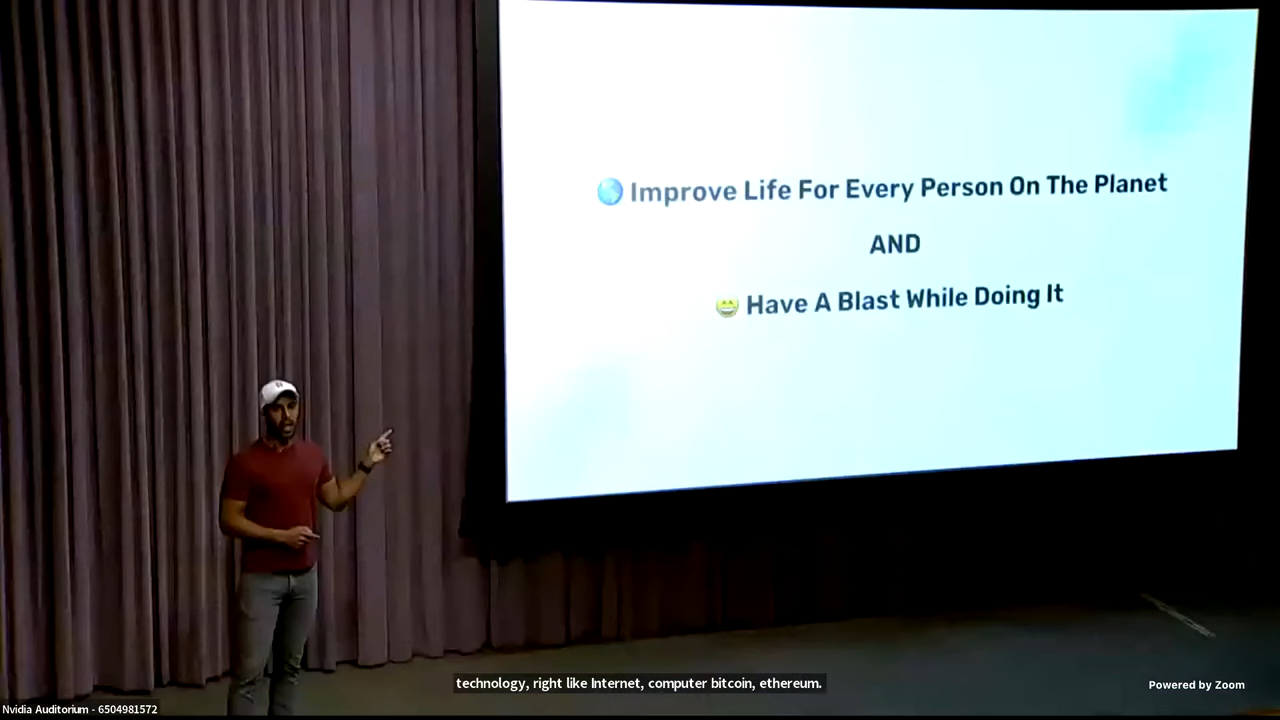 Improve Life For Every Person On The Planet
AND
Have A Blast While Doing It
technology, right like Internet, computer bitcoin, ethereum.
Powered by Zoom
Nvidia Auditorium - 6504981572